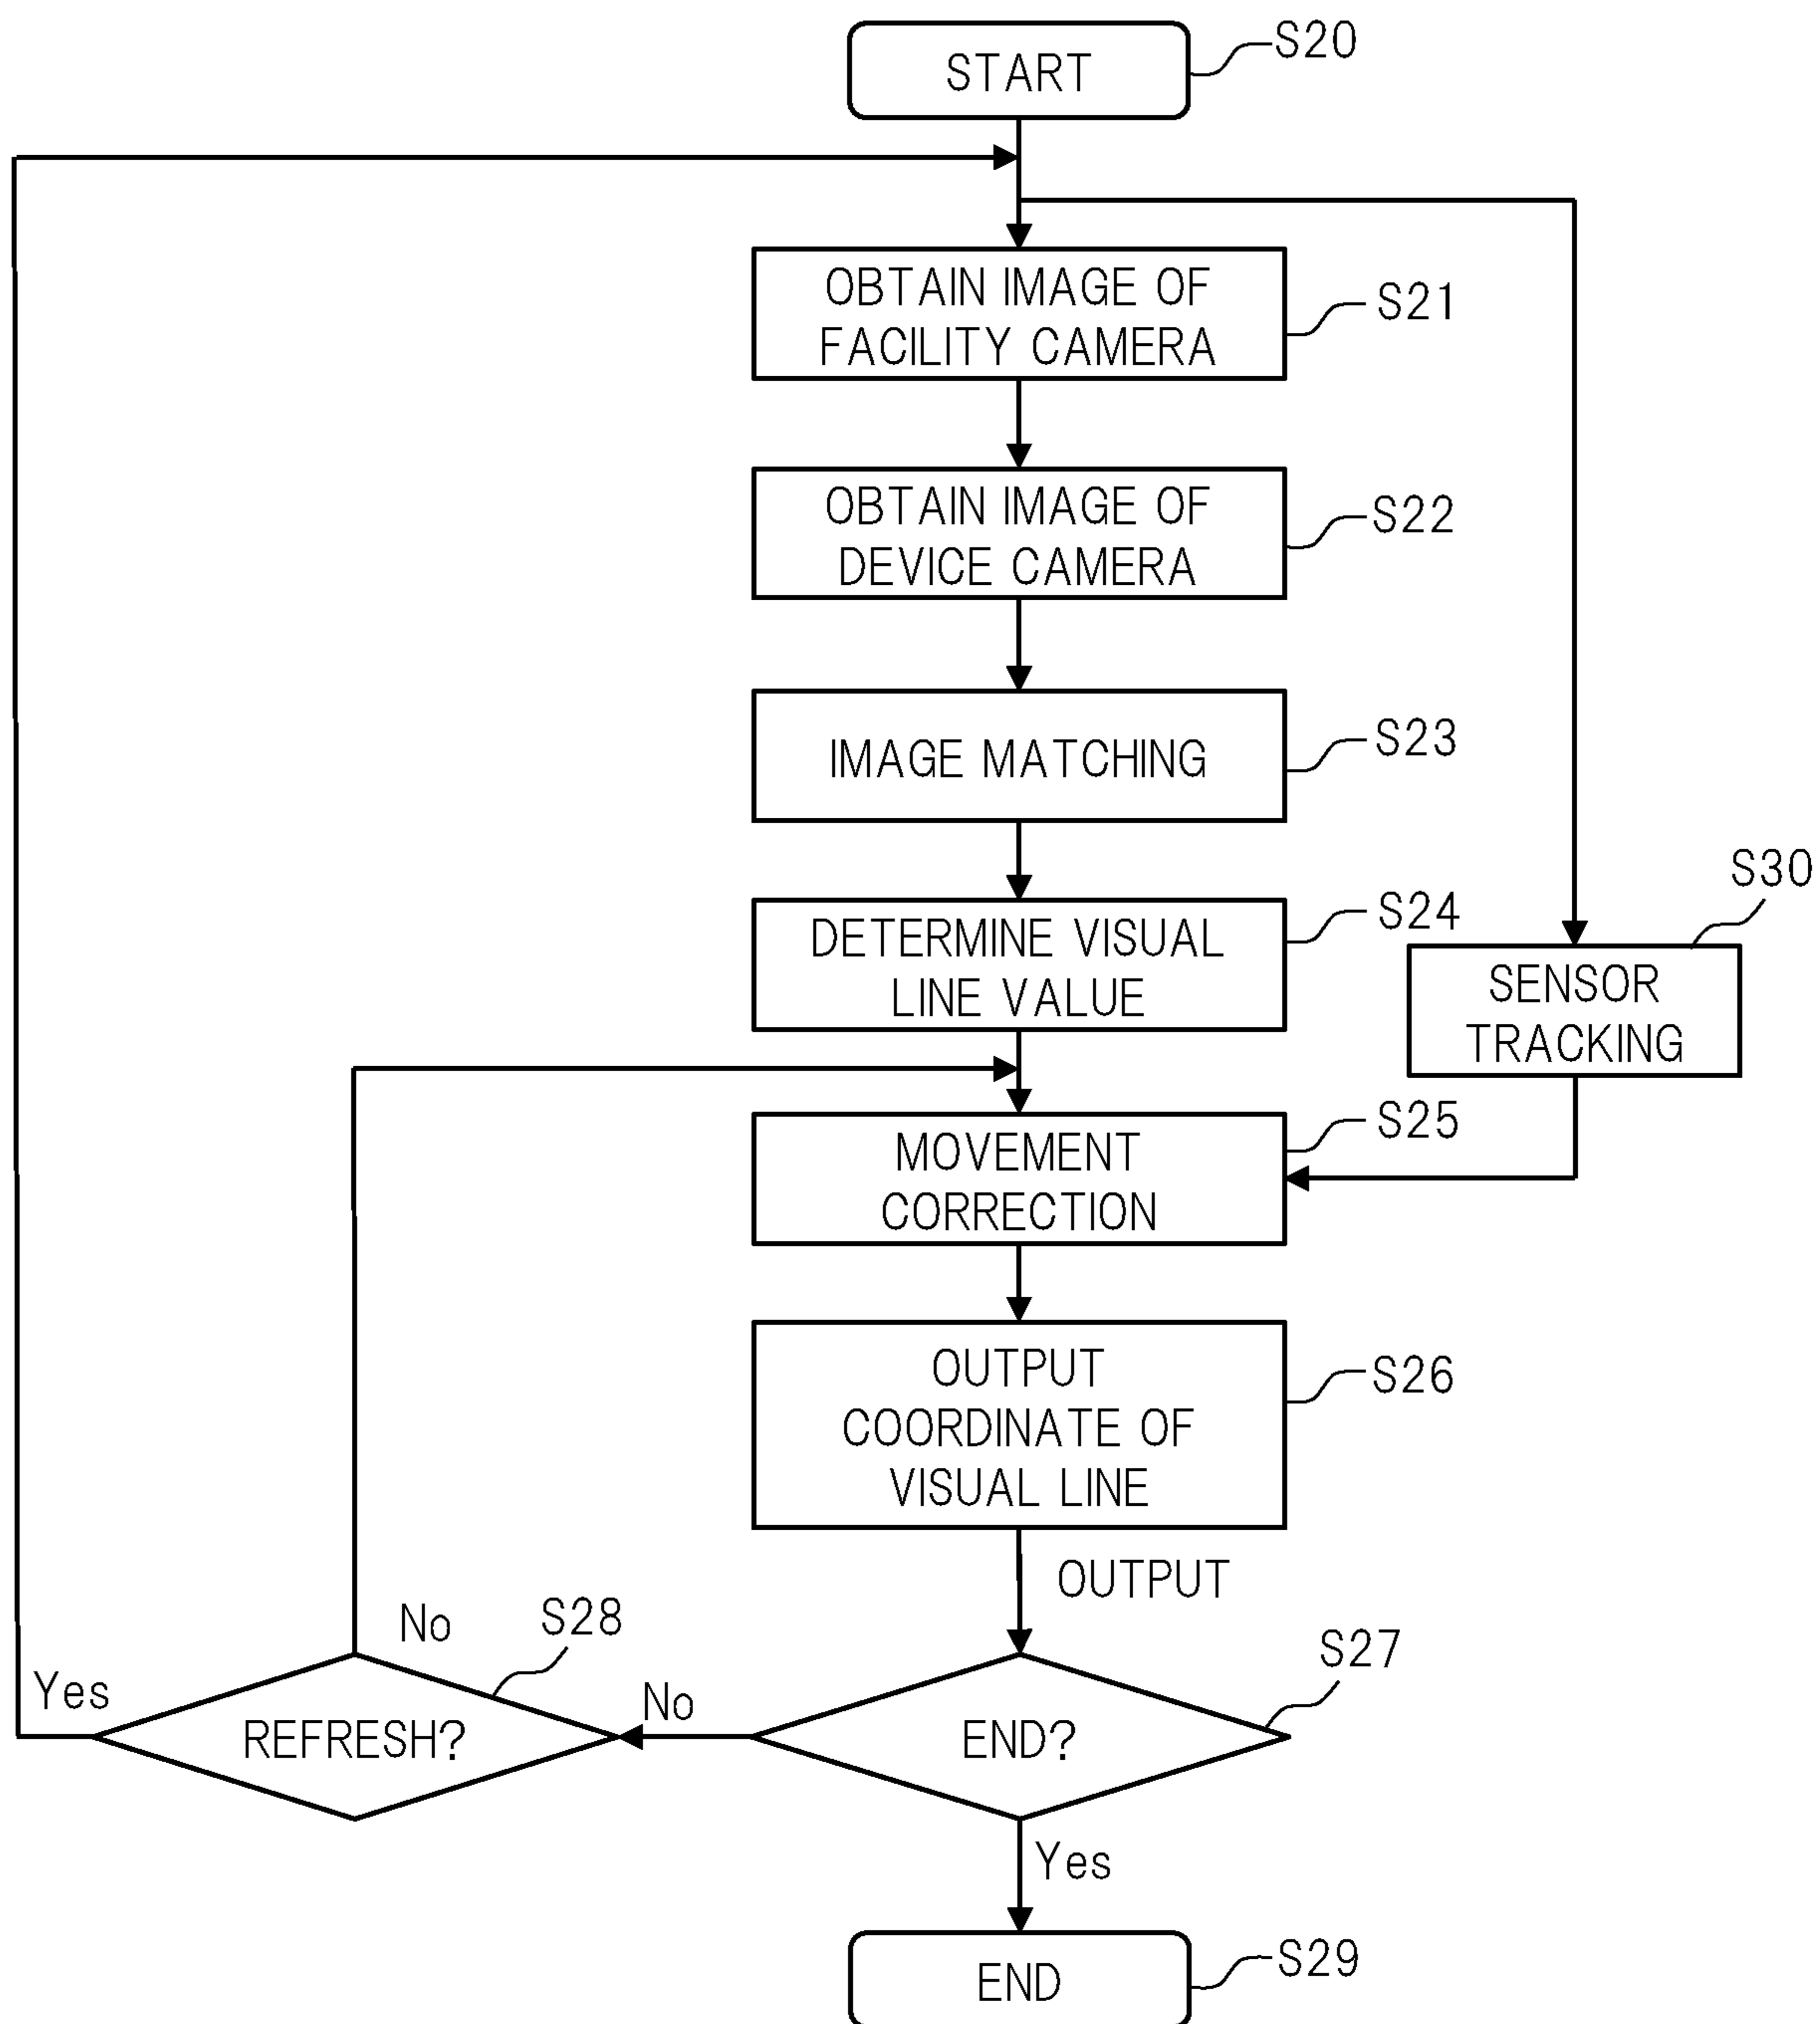 START
S20
OBTAIN IMAGE OF
FACILITY CAMERA
S21
OBTAIN IMAGE OF
DEVICE CAMERA
S22
IMAGE MATCHING
S23
DETERMINE VISUAL
LINE VALUE
S24
S30
SENSOR
TRACKING
MOVEMENT
CORRECTION
S25
OUTPUT
COORDINATE OF
VISUAL LINE
S26
OUTPUT
No
S28
S27
Yes
REFRESH?
No
END?
Yes
END
S29